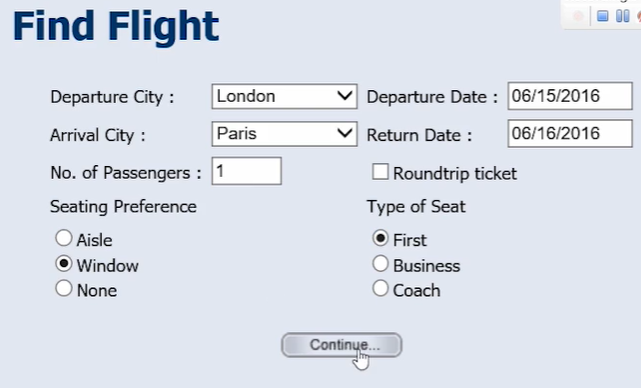 Find Flight
Departure City : London Departure Date : 06/15/2016
Arrival City : Paris Return Date : 06/16/2016
No. of Passengers : 1 Roundtrip ticket
Seating Preference Type of Seat
Aisle First
Window Business
None Coach
Continue...